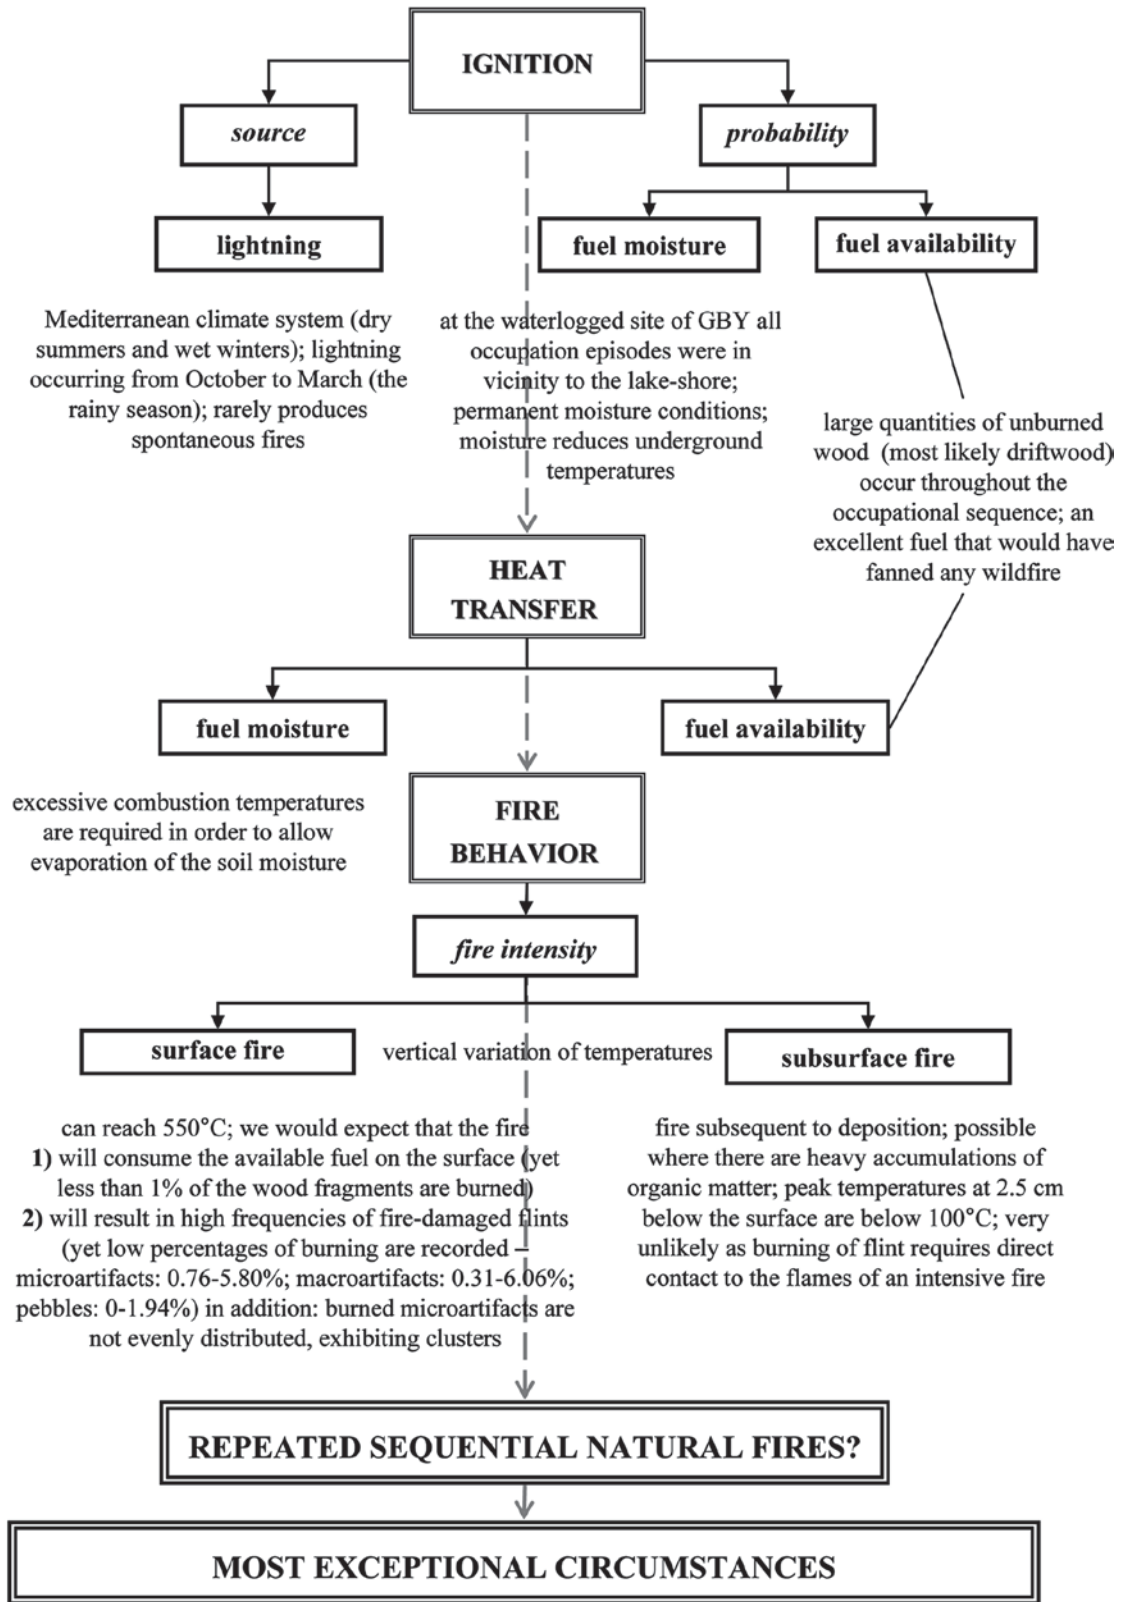 IGNITION
source
probability
lightning
fuel moisture
fuel availability
Mediterranean climate system (dry
summers and wet winters); lightning
occurring from October to March (the
rainy season); rarely produces
spontaneous fires
at the waterlogged site of GBY all
occupation episodes were in
vicinity to the lake-shore;
permanent moisture conditions;
moisture reduces underground
temperatures
large quantities of unburned
wood (most likely driftwood)
occur throughout the
occupational sequence; an
excellent fuel that would have
fanned any wildfire
HEAT
TRANSFER
fuel moisture
fuel availability
excessive combustion temperatures
are required in order to allow
evaporation of the soil moisture
FIRE
BEHAVIOR
fire intensity
surface fire
vertical variation of temperatures
subsurface fire
can reach 550°C; we would expect that the fire
1) will consume the available fuel on the surface (yet
less than 1% of the wood fragments are burned)
2) will result in high frequencies of fire-damaged flints
(yet low percentages of burning are recorded –
microartifacts: 0.76-5.80%; macroartifacts: 0.31-6.06%;
pebbles: 0-1.94%) in addition: burned microartifacts are
not evenly distributed, exhibiting clusters
fire subsequent to deposition; possible
where there are heavy accumulations of
organic matter; peak temperatures at 2.5 cm
below the surface are below 100°C; very
unlikely as burning of flint requires direct
contact to the flames of an intensive fire
REPEATED SEQUENTIAL NATURAL FIRES?
MOST EXCEPTIONAL CIRCUMSTANCES